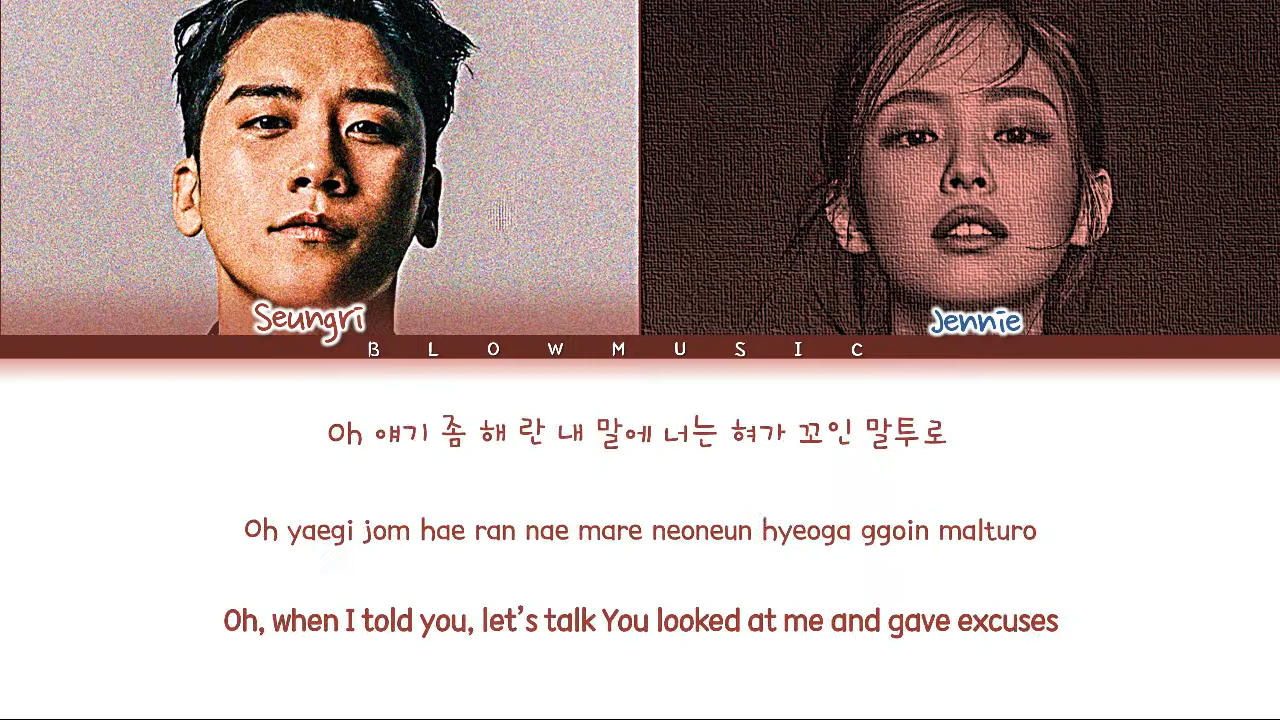 Seungri
Jennie
B L O W M U S I C
Oh 얘기 좀 해 란 내 말에 너는 혀가 꼬인 말투로
Oh yaegi jom hae ran nae mare neoneun hyeoga ggoin malturo
Oh, when I told you, let's talk You looked at me and gave excuses